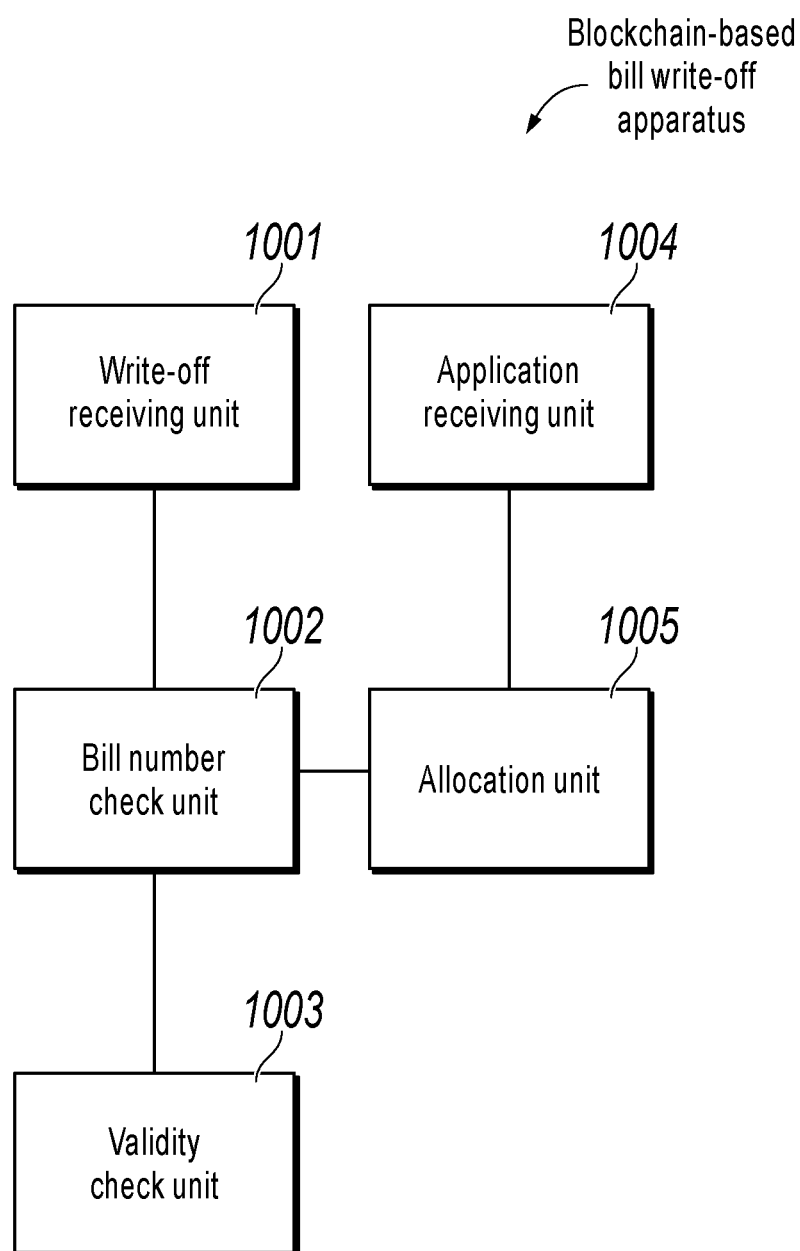 Blockchain-based
bill write-off
apparatus
1001
1004
Write-off
receiving unit
Application
receiving unit
1002
1005
Bill number
check unit
Allocation unit
1003
Validity
check unit